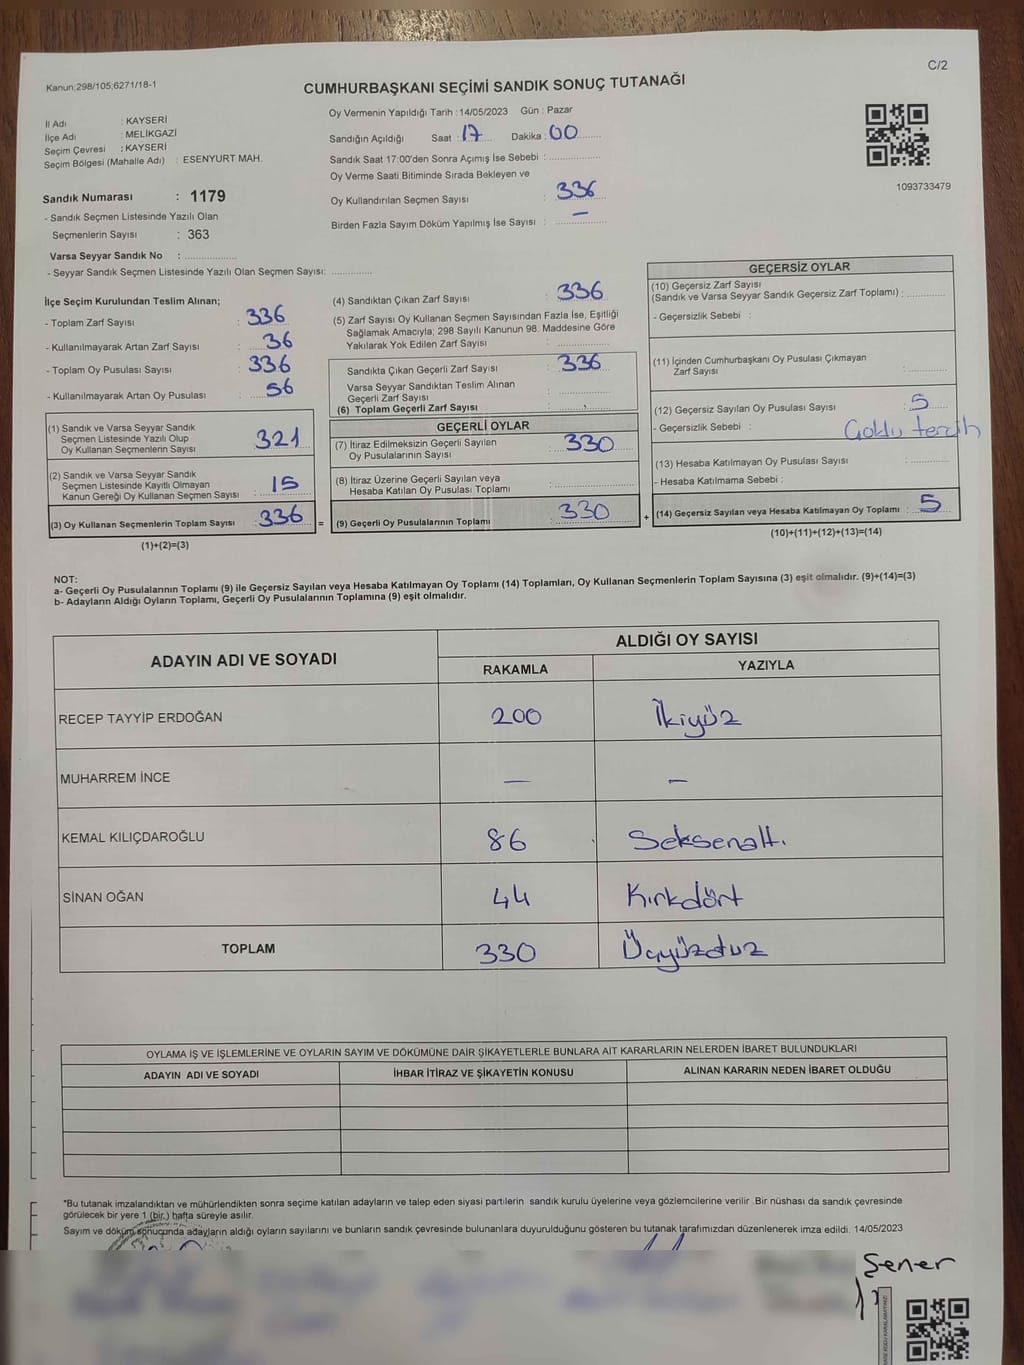 C/2
Kanun;298/105;6271/18-1
CUMHURBAŞKANI SEÇİMİ SANDIK SONUÇ TUTANAĞI
İl Adı : KAYSERİ
İlçe Adı : MELİKGAZİ
Seçim Çevresi : KAYSERİ
Seçim Bölgesi (Mahalle Adı) : ESENYURT MAH.
Sandık Numarası : 1179
- Sandık Seçmen Listesinde Yazılı Olan
Seçmenlerin Sayısı : 363
Varsa Seyyar Sandık No :
- Seyyar Sandık Seçmen Listesinde Yazılı Olan Seçmen Sayısı:
Oy Vermenin Yapıldığı Tarih : 14/05/2023 Gün : Pazar
Sandığın Açıldığı Saat : 17 Dakika : 00
Sandık Saat 17:00'den Sonra Açımış İse Sebebi :
Oy Verme Saati Bitiminde Sırada Bekleyen ve
Oy Kullandırılan Seçmen Sayısı : 336
Birden Fazla Sayım Döküm Yapılmış İse Sayısı : —
1093733479
İlçe Seçim Kurulundan Teslim Alınan;
- Toplam Zarf Sayısı : 336
- Kullanılmayarak Artan Zarf Sayısı : 36
- Toplam Oy Pusulası Sayısı : 336
- Kullanılmayarak Artan Oy Pusulası : 56
(1) Sandık ve Varsa Seyyar Sandık
Seçmen Listesinde Yazılı Olup
Oy Kullanan Seçmenlerin Sayısı : 321
(2) Sandık ve Varsa Seyyar Sandık
Seçmen Listesinde Kayıtlı Olmayan
Kanun Gereği Oy Kullanan Seçmen Sayısı : 15
(3) Oy Kullanan Seçmenlerin Toplam Sayısı : 336
(1)+(2)=(3)
(4) Sandıktan Çıkan Zarf Sayısı : 336
(5) Zarf Sayısı Oy Kullanan Seçmen Sayısından Fazla İse, Eşitliği
Sağlamak Amacıyla; 298 Sayılı Kanunun 98. Maddesine Göre
Yakılarak Yok Edilen Zarf Sayısı :
Sandıkta Çıkan Geçerli Zarf Sayısı : 336
Varsa Seyyar Sandıktan Teslim Alınan
Geçerli Zarf Sayısı :
(6) Toplam Geçerli Zarf Sayısı :
GEÇERLİ OYLAR
(7) İtiraz Edilmeksizin Geçerli Sayılan
Oy Pusulalarının Sayısı : 330
(8) İtiraz Üzerine Geçerli Sayılan veya
Hesaba Katılan Oy Pusulası Toplamı :
= (9) Geçerli Oy Pusulalarının Toplamı : 330
GEÇERSİZ OYLAR
(10) Geçersiz Zarf Sayısı
(Sandık ve Varsa Seyyar Sandık Geçersiz Zarf Toplamı) :
- Geçersizlik Sebebi :
(11) İçinden Cumhurbaşkanı Oy Pusulası Çıkmayan
Zarf Sayısı :
(12) Geçersiz Sayılan Oy Pusulası Sayısı : 5
- Geçersizlik Sebebi : tercih
(13) Hesaba Katılmayan Oy Pusulası Sayısı :
- Hesaba Katılmama Sebebi :
+ (14) Geçersiz Sayılan veya Hesaba Katılmayan Oy Toplamı : 5
(10)+(11)+(12)+(13)=(14)
NOT:
a- Geçerli Oy Pusulalarının Toplamı (9) ile Geçersiz Sayılan veya Hesaba Katılmayan Oy Toplamı (14) Toplamları, Oy Kullanan Seçmenlerin Toplam Sayısına (3) eşit olmalıdır. (9)+(14)=(3)
b- Adayların Aldığı Oyların Toplamı, Geçerli Oy Pusulalarının Toplamına (9) eşit olmalıdır.
ADAYIN ADI VE SOYADI ALDIĞI OY SAYISI
RAKAMLA YAZIYLA
RECEP TAYYİP ERDOĞAN 200 İkiyüz
MUHARREM İNCE — —
KEMAL KILIÇDAROĞLU 86 Seksenaltı
SİNAN OĞAN 44 Kırkdört
TOPLAM 330 Üçyüzotuz
OYLAMA İŞ VE İŞLEMLERİNE VE OYLARIN SAYIM VE DÖKÜMÜNE DAİR ŞİKAYETLERLE BUNLARA AİT KARARLARIN NELERDEN İBARET BULUNDUKLARI
ADAYIN ADI VE SOYADI İHBAR İTİRAZ VE ŞİKAYETİN KONUSU ALINAN KARARIN NEDEN İBARET OLDUĞU
*Bu tutanak imzalandıktan ve mühürlendikten sonra seçime katılan adayların ve talep eden siyasi partilerin sandık kurulu üyelerine veya gözlemcilerine verilir .Bir nüshası da sandık çevresinde
görülecek bir yere 1 (bir.) hafta süreyle asılır.
Sayım ve döküm sonucunda adayların aldığı oyların sayılarını ve bunların sandık çevresinde bulunanlara duyurulduğunu gösteren bu tutanak tarafımızdan düzenlenerek imza edildi. 14/05/2023
Şener